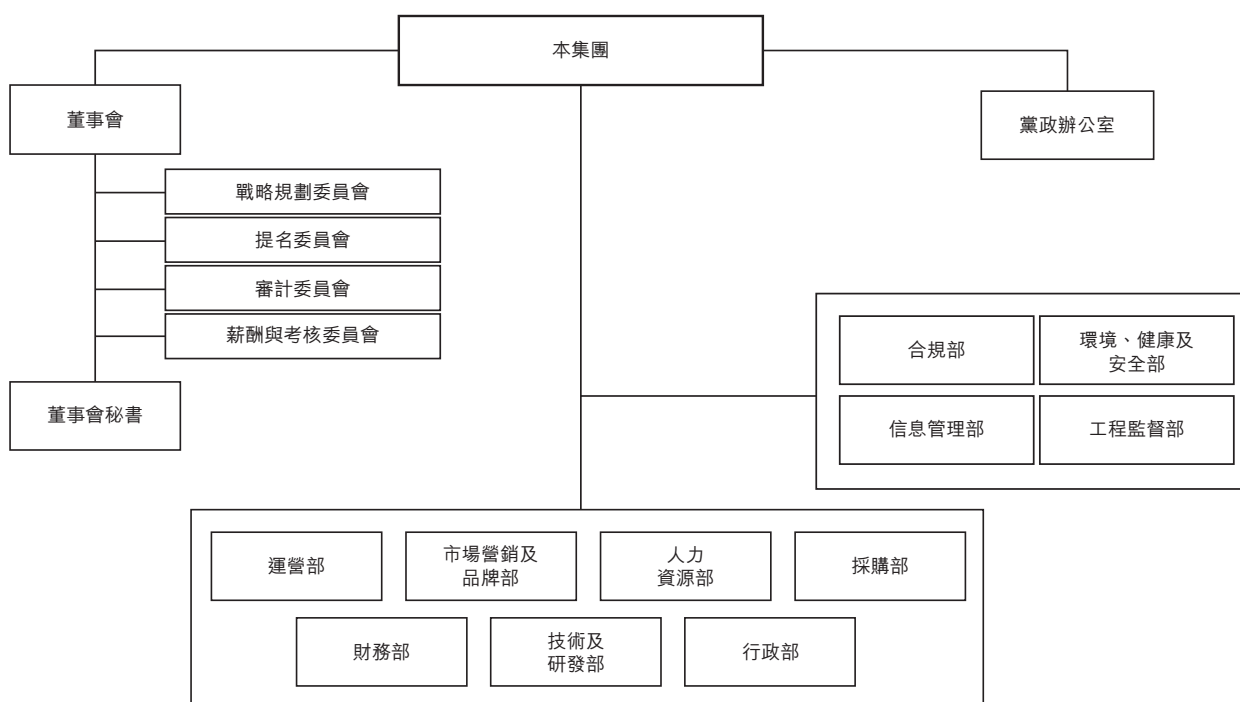 本集團
董事會
黨政辦公室
戰略規劃委員會
提名委員會
審計委員會
薪酬與考核委員會
董事會秘書
合規部
環境、健康及
安全部
信息管理部
工程監督部
運營部
市場營銷及
品牌部
人力
資源部
採購部
財務部
技術及
研發部
行政部